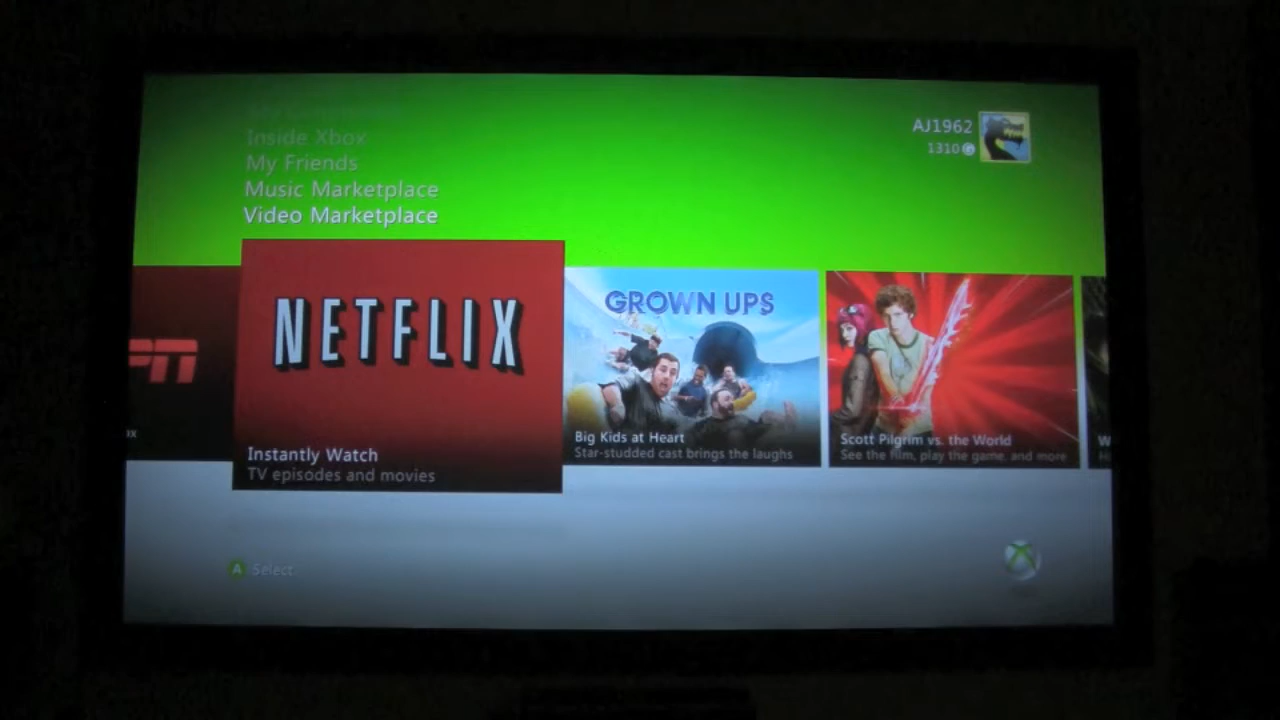 Inside Xbox
My Friends
Music Marketplace
Video Marketplace
AJ1962
1310 G
NETFLIX
Instantly Watch
TV episodes and movies
GROWN UPS
Big Kids at Heart
Star-studded cast brings the laughs
Scott Pilgrim vs. the World
See the film, play the game, and more
A Select